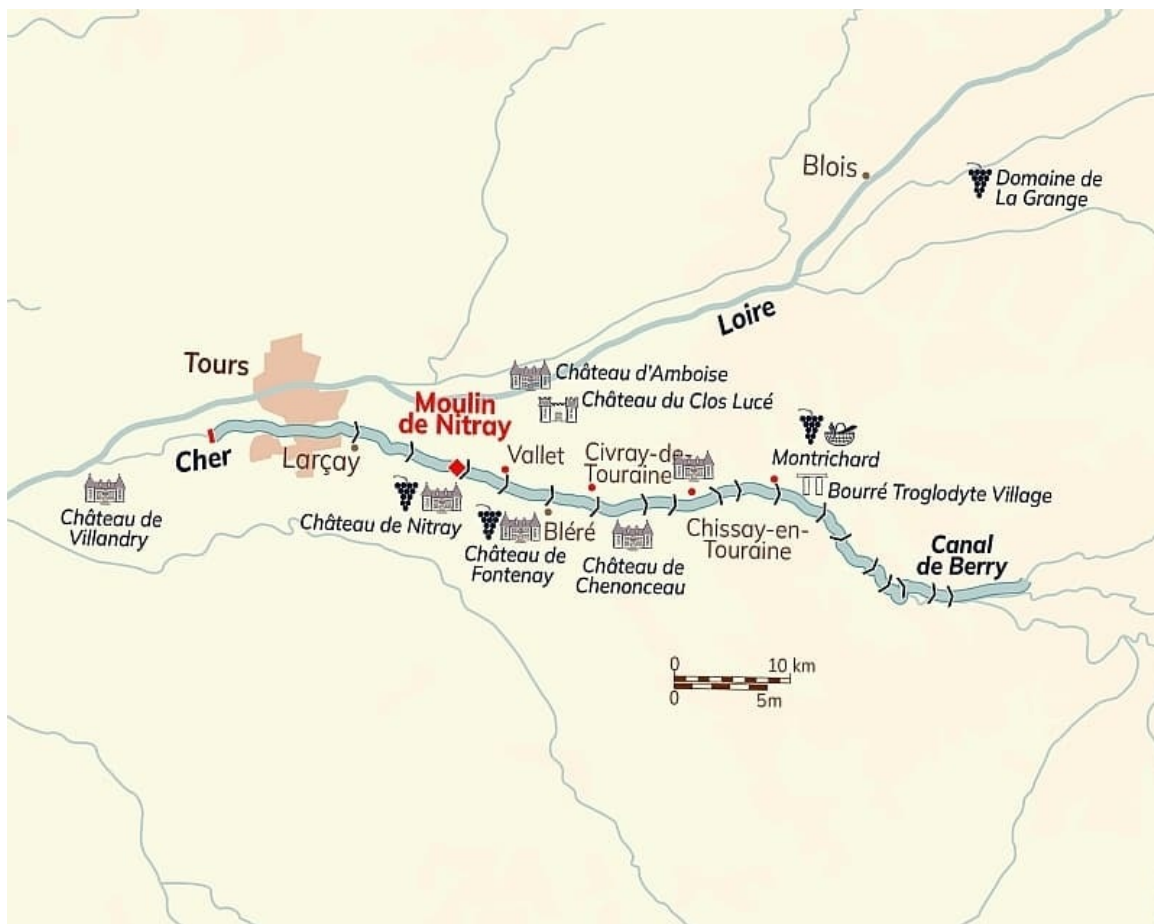 Blois
Domaine de
La Grange
Loire
Tours
Château d'Amboise
Château du Clos Lucé
Moulin
de Nitray
Vallet
Civray-de-
Touraine
Montrichard
Cher
Larçay
Bourré Troglodyte Village
Château de
Villandry
Château de Nitray
Bléré
Château de
Fontenay
Château de
Chenonceau
Chissay-en-
Touraine
Canal
de Berry
0 10 km
0 5m